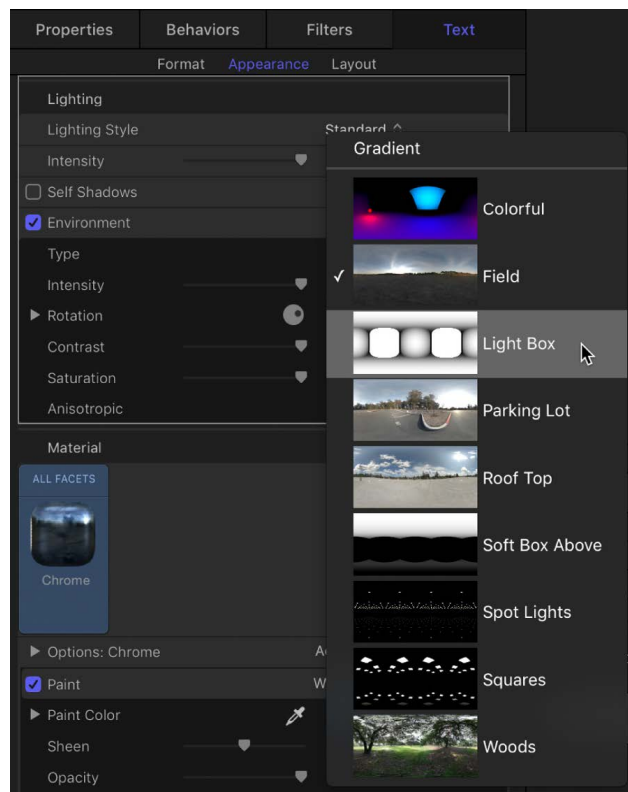 Properties Behaviors Filters Text
Format Appearance Layout
Lighting
Lighting Style Standard
Intensity
Self Shadows
Environment
Type
Intensity
Rotation
Contrast
Saturation
Anisotropic
Material
ALL FACETS
Chrome
Options: Chrome
Paint W
Paint Color
Sheen
Opacity
Gradient
Colorful
Field
Light Box
Parking Lot
Roof Top
Soft Box Above
Spot Lights
Squares
Woods